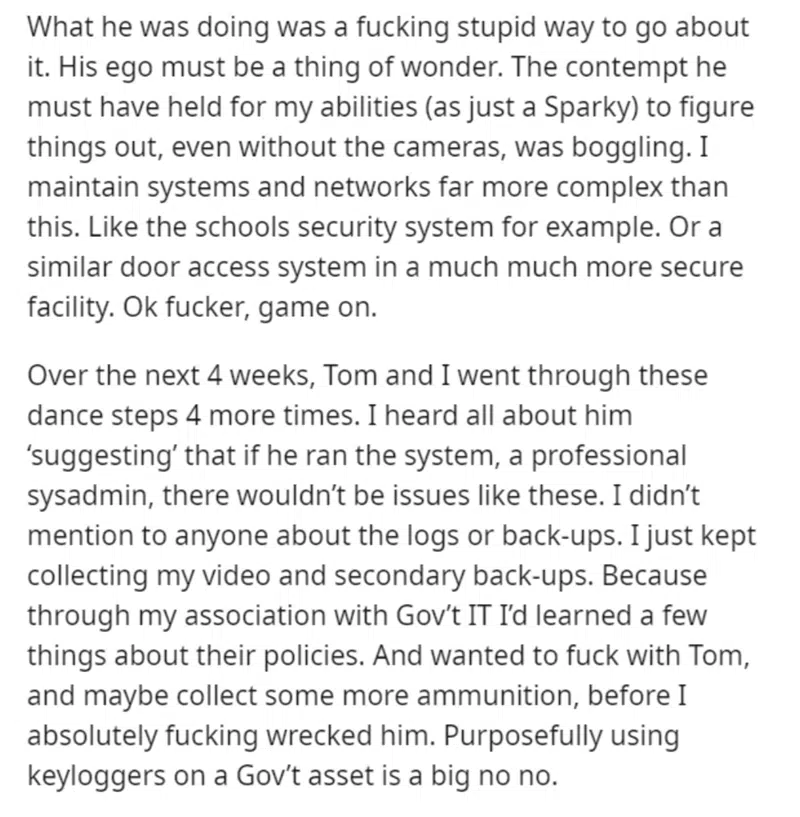 What he was doing was a fucking stupid way to go about
it. His ego must be a thing of wonder. The contempt he
must have held for my abilities (as just a Sparky) to figure
things out, even without the cameras, was boggling. I
maintain systems and networks far more complex than
this. Like the schools security system for example. Or a
similar door access system in a much much more secure
facility. Ok fucker, game on.
Over the next 4 weeks, Tom and I went through these
dance steps 4 more times. I heard all about him
‘suggesting’ that if he ran the system, a professional
sysadmin, there wouldn’t be issues like these. I didn’t
mention to anyone about the logs or back-ups. I just kept
collecting my video and secondary back-ups. Because
through my association with Gov’t IT I’d learned a few
things about their policies. And wanted to fuck with Tom,
and maybe collect some more ammunition, before I
absolutely fucking wrecked him. Purposefully using
keyloggers on a Gov’t asset is a big no no.